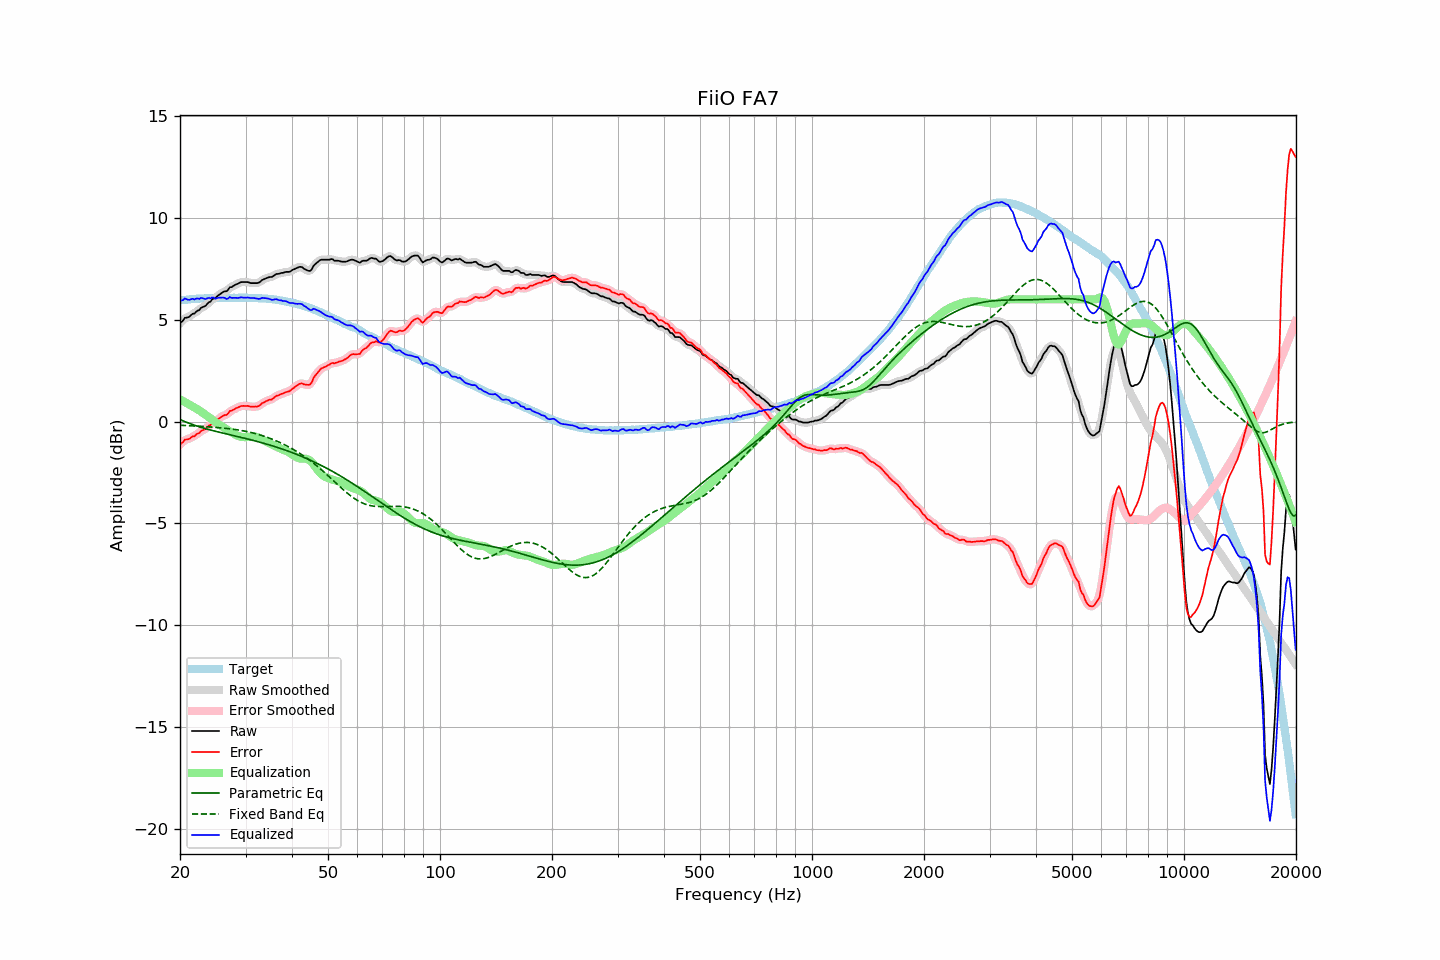 FiiO FA7
15
10
5
0
−5
−10
−15
−20
Amplitude (dBr)
Target
Raw Smoothed
Error Smoothed
Raw
Error
Equalization
Parametric Eq
Fixed Band Eq
Equalized
20 50 100 200 500 1000 2000 5000 10000 20000
Frequency (Hz)